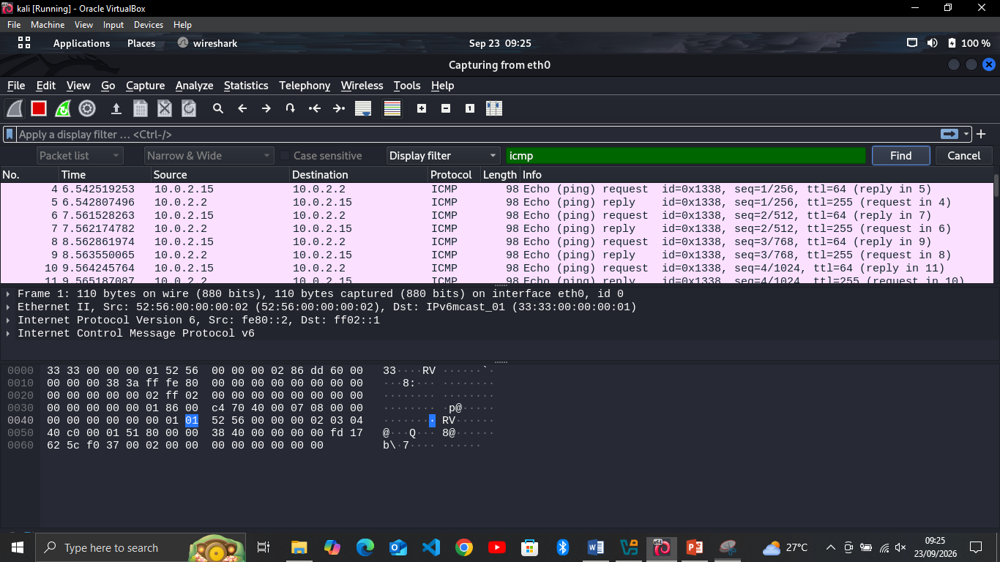 kali [Running] - Oracle VirtualBox
File Machine View Input Devices Help
Applications Places wireshark Sep 23 09:25 100 %
Capturing from eth0
File Edit View Go Capture Analyze Statistics Telephony Wireless Tools Help
Apply a display filter … <Ctrl-/>
Packet list Narrow & Wide Case sensitive Display filter icmp Find Cancel
No. Time Source Destination Protocol Length Info
4 6.542519253 10.0.2.15 10.0.2.2 ICMP 98 Echo (ping) request id=0x1338, seq=1/256, ttl=64 (reply in 5)
5 6.542807496 10.0.2.2 10.0.2.15 ICMP 98 Echo (ping) reply id=0x1338, seq=1/256, ttl=255 (request in 4)
6 7.561528263 10.0.2.15 10.0.2.2 ICMP 98 Echo (ping) request id=0x1338, seq=2/512, ttl=64 (reply in 7)
7 7.562174782 10.0.2.2 10.0.2.15 ICMP 98 Echo (ping) reply id=0x1338, seq=2/512, ttl=255 (request in 6)
8 8.562861974 10.0.2.15 10.0.2.2 ICMP 98 Echo (ping) request id=0x1338, seq=3/768, ttl=64 (reply in 9)
9 8.563550065 10.0.2.2 10.0.2.15 ICMP 98 Echo (ping) reply id=0x1338, seq=3/768, ttl=255 (request in 8)
10 9.564245764 10.0.2.15 10.0.2.2 ICMP 98 Echo (ping) request id=0x1338, seq=4/1024, ttl=64 (reply in 11)
11 9.565187087 10.0.2.2 10.0.2.15 ICMP 98 Echo (ping) reply id=0x1338, seq=4/1024, ttl=255 (request in 10)
Frame 1: 110 bytes on wire (880 bits), 110 bytes captured (880 bits) on interface eth0, id 0
Ethernet II, Src: 52:56:00:00:00:02 (52:56:00:00:00:02), Dst: IPv6mcast_01 (33:33:00:00:00:01)
Internet Protocol Version 6, Src: fe80::2, Dst: ff02::1
Internet Control Message Protocol v6
0000 33 33 00 00 00 01 52 56 00 00 00 02 86 dd 60 00 33····RV ······`·
0010 00 00 00 38 3a ff fe 80 00 00 00 00 00 00 00 00 ···8:··· ········
0020 00 00 00 00 00 02 ff 02 00 00 00 00 00 00 00 00 ········ ········
0030 00 00 00 00 00 01 86 00 c4 70 40 00 07 08 00 00 ········ ·p@·····
0040 00 00 00 00 00 00 01 01 52 56 00 00 00 02 03 04 ········ RV······
0050 40 c0 00 01 51 80 00 00 38 40 00 00 00 00 fd 17 @···Q··· 8@······
0060 62 5c f0 37 00 02 00 00 00 00 00 00 00 00 b\·7···· ······
Type here to search 27°C 09:25
23/09/2026